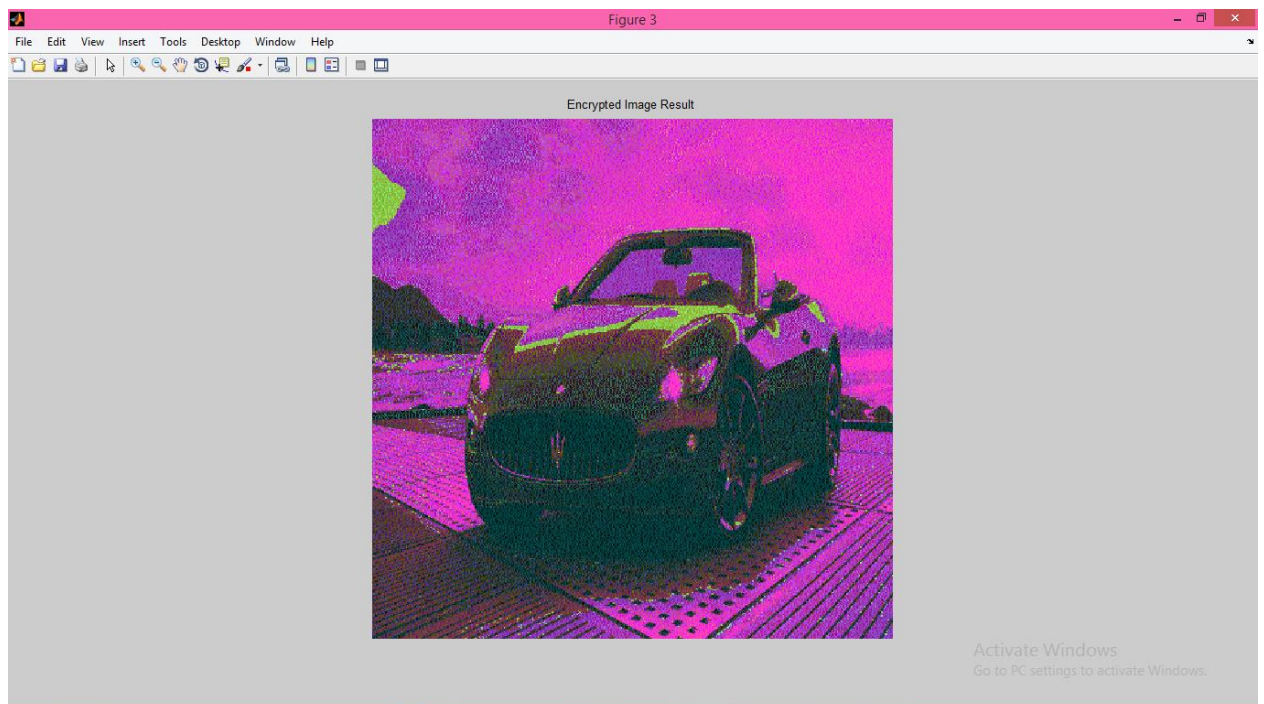 Figure 3
File Edit View Insert Tools Desktop Window Help
Encrypted Image Result
Activate Windows
Go to PC settings to activate Windows.